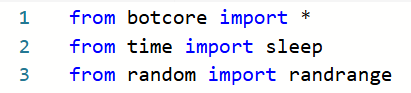 1 from botcore import *
2 from time import sleep
3 from random import randrange